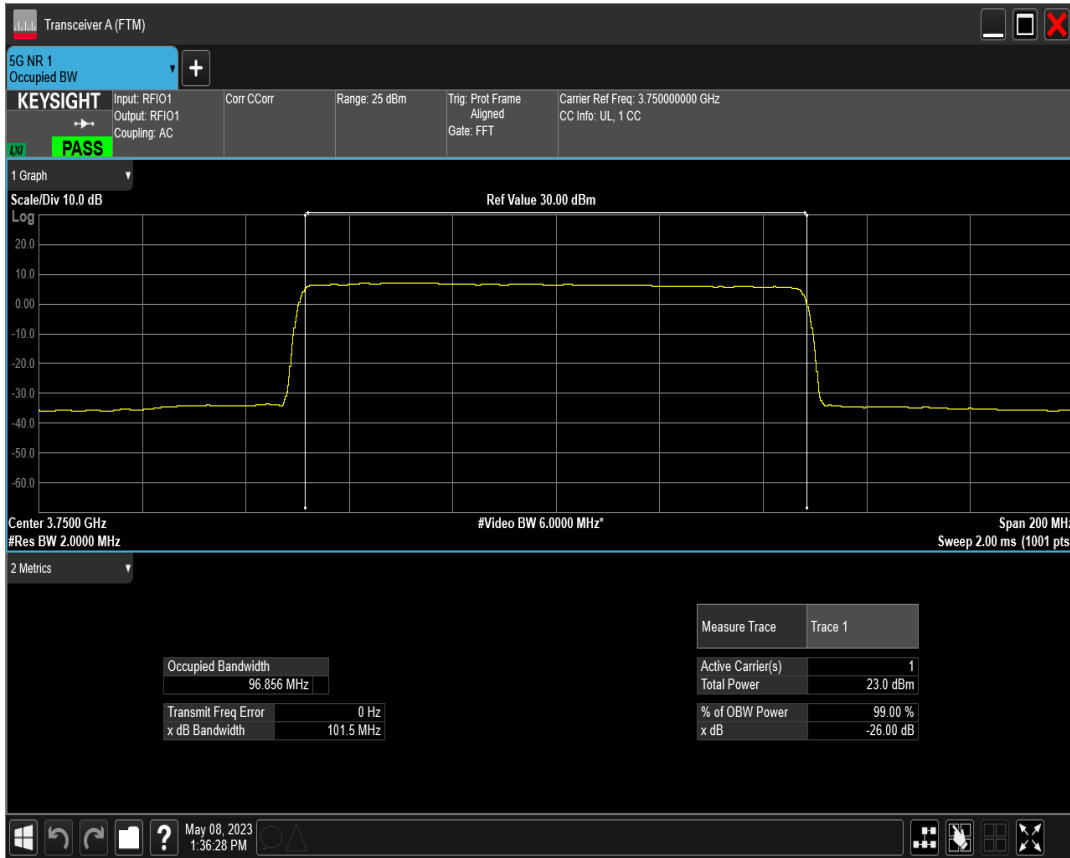 Transceiver A (FTM)
5G NR 1
Occupied BW
+
KEYSIGHT
Input: RFIO1
Output: RFIO1
Coupling: AC
Corr CCorr
Range: 25 dBm
Trig: Prot Frame
Aligned
Gate: FFT
Carrier Ref Freq: 3.750000000 GHz
CC Info: UL, 1 CC
LXI
PASS
1 Graph
Scale/Div 10.0 dB
Ref Value 30.00 dBm
Log
20.0
10.0
0.00
-10.0
-20.0
-30.0
-40.0
-50.0
-60.0
Center 3.7500 GHz
#Video BW 6.0000 MHz*
Span 200 MHz
#Res BW 2.0000 MHz
Sweep 2.00 ms (1001 pts
2 Metrics
Measure Trace Trace 1
Occupied Bandwidth
96.856 MHz
Active Carrier(s) 1
Total Power 23.0 dBm
Transmit Freq Error 0 Hz
x dB Bandwidth 101.5 MHz
% of OBW Power 99.00 %
x dB -26.00 dB
?
May 08, 2023
1:36:28 PM